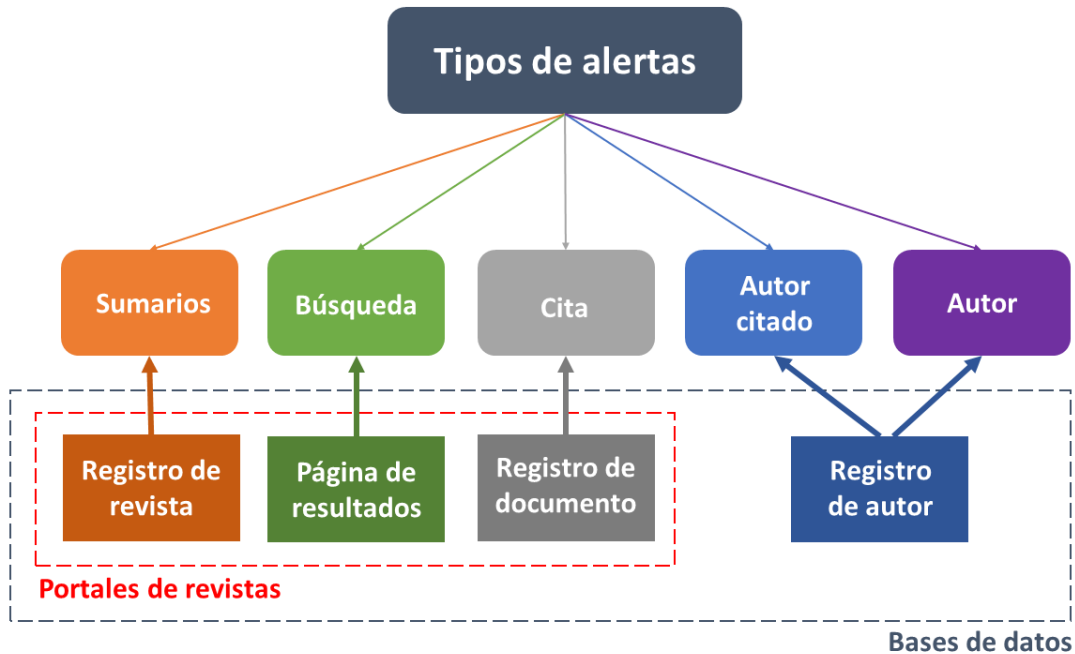 Tipos de alertas
Sumarios
Búsqueda
Cita
Autor
citado
Autor
Registro de
revista
Página de
resultados
Registro de
documento
Registro
de autor
Portales de revistas
Bases de datos